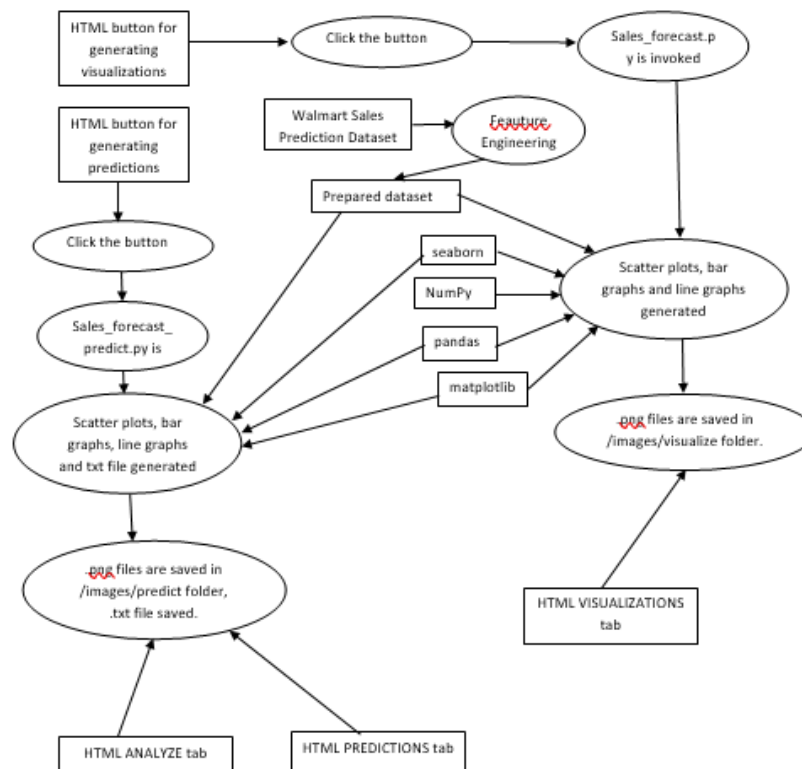 HTML button for
generating
visualizations
Click the button
Sales_forecast.p
y is invoked
HTML button for
generating
predictions
Walmart Sales
Prediction Dataset
Feauture
Engineering
Prepared dataset
Click the button
seaborn
NumPy
pandas
matplotlib
Scatter plots, bar
graphs and line graphs
generated
Sales_forecast_
predict.py is
Scatter plots, bar
graphs, line graphs
and txt file generated
.png files are saved in
/images/visualize folder.
.png files are saved in
/images/predict folder,
.txt file saved.
HTML VISUALIZATIONS
tab
HTML ANALYZE tab
HTML PREDICTIONS tab